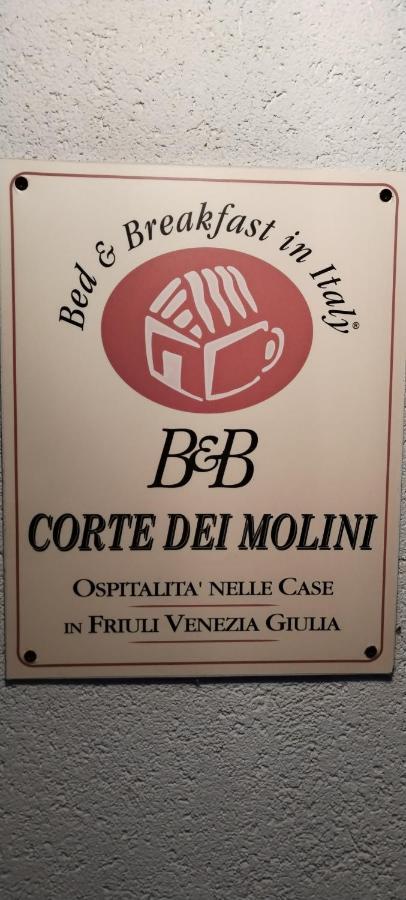 Bed & Breakfast in Italy®
B&B
CORTE DEI MOLINI
OSPITALITA' NELLE CASE
IN FRIULI VENEZIA GIULIA